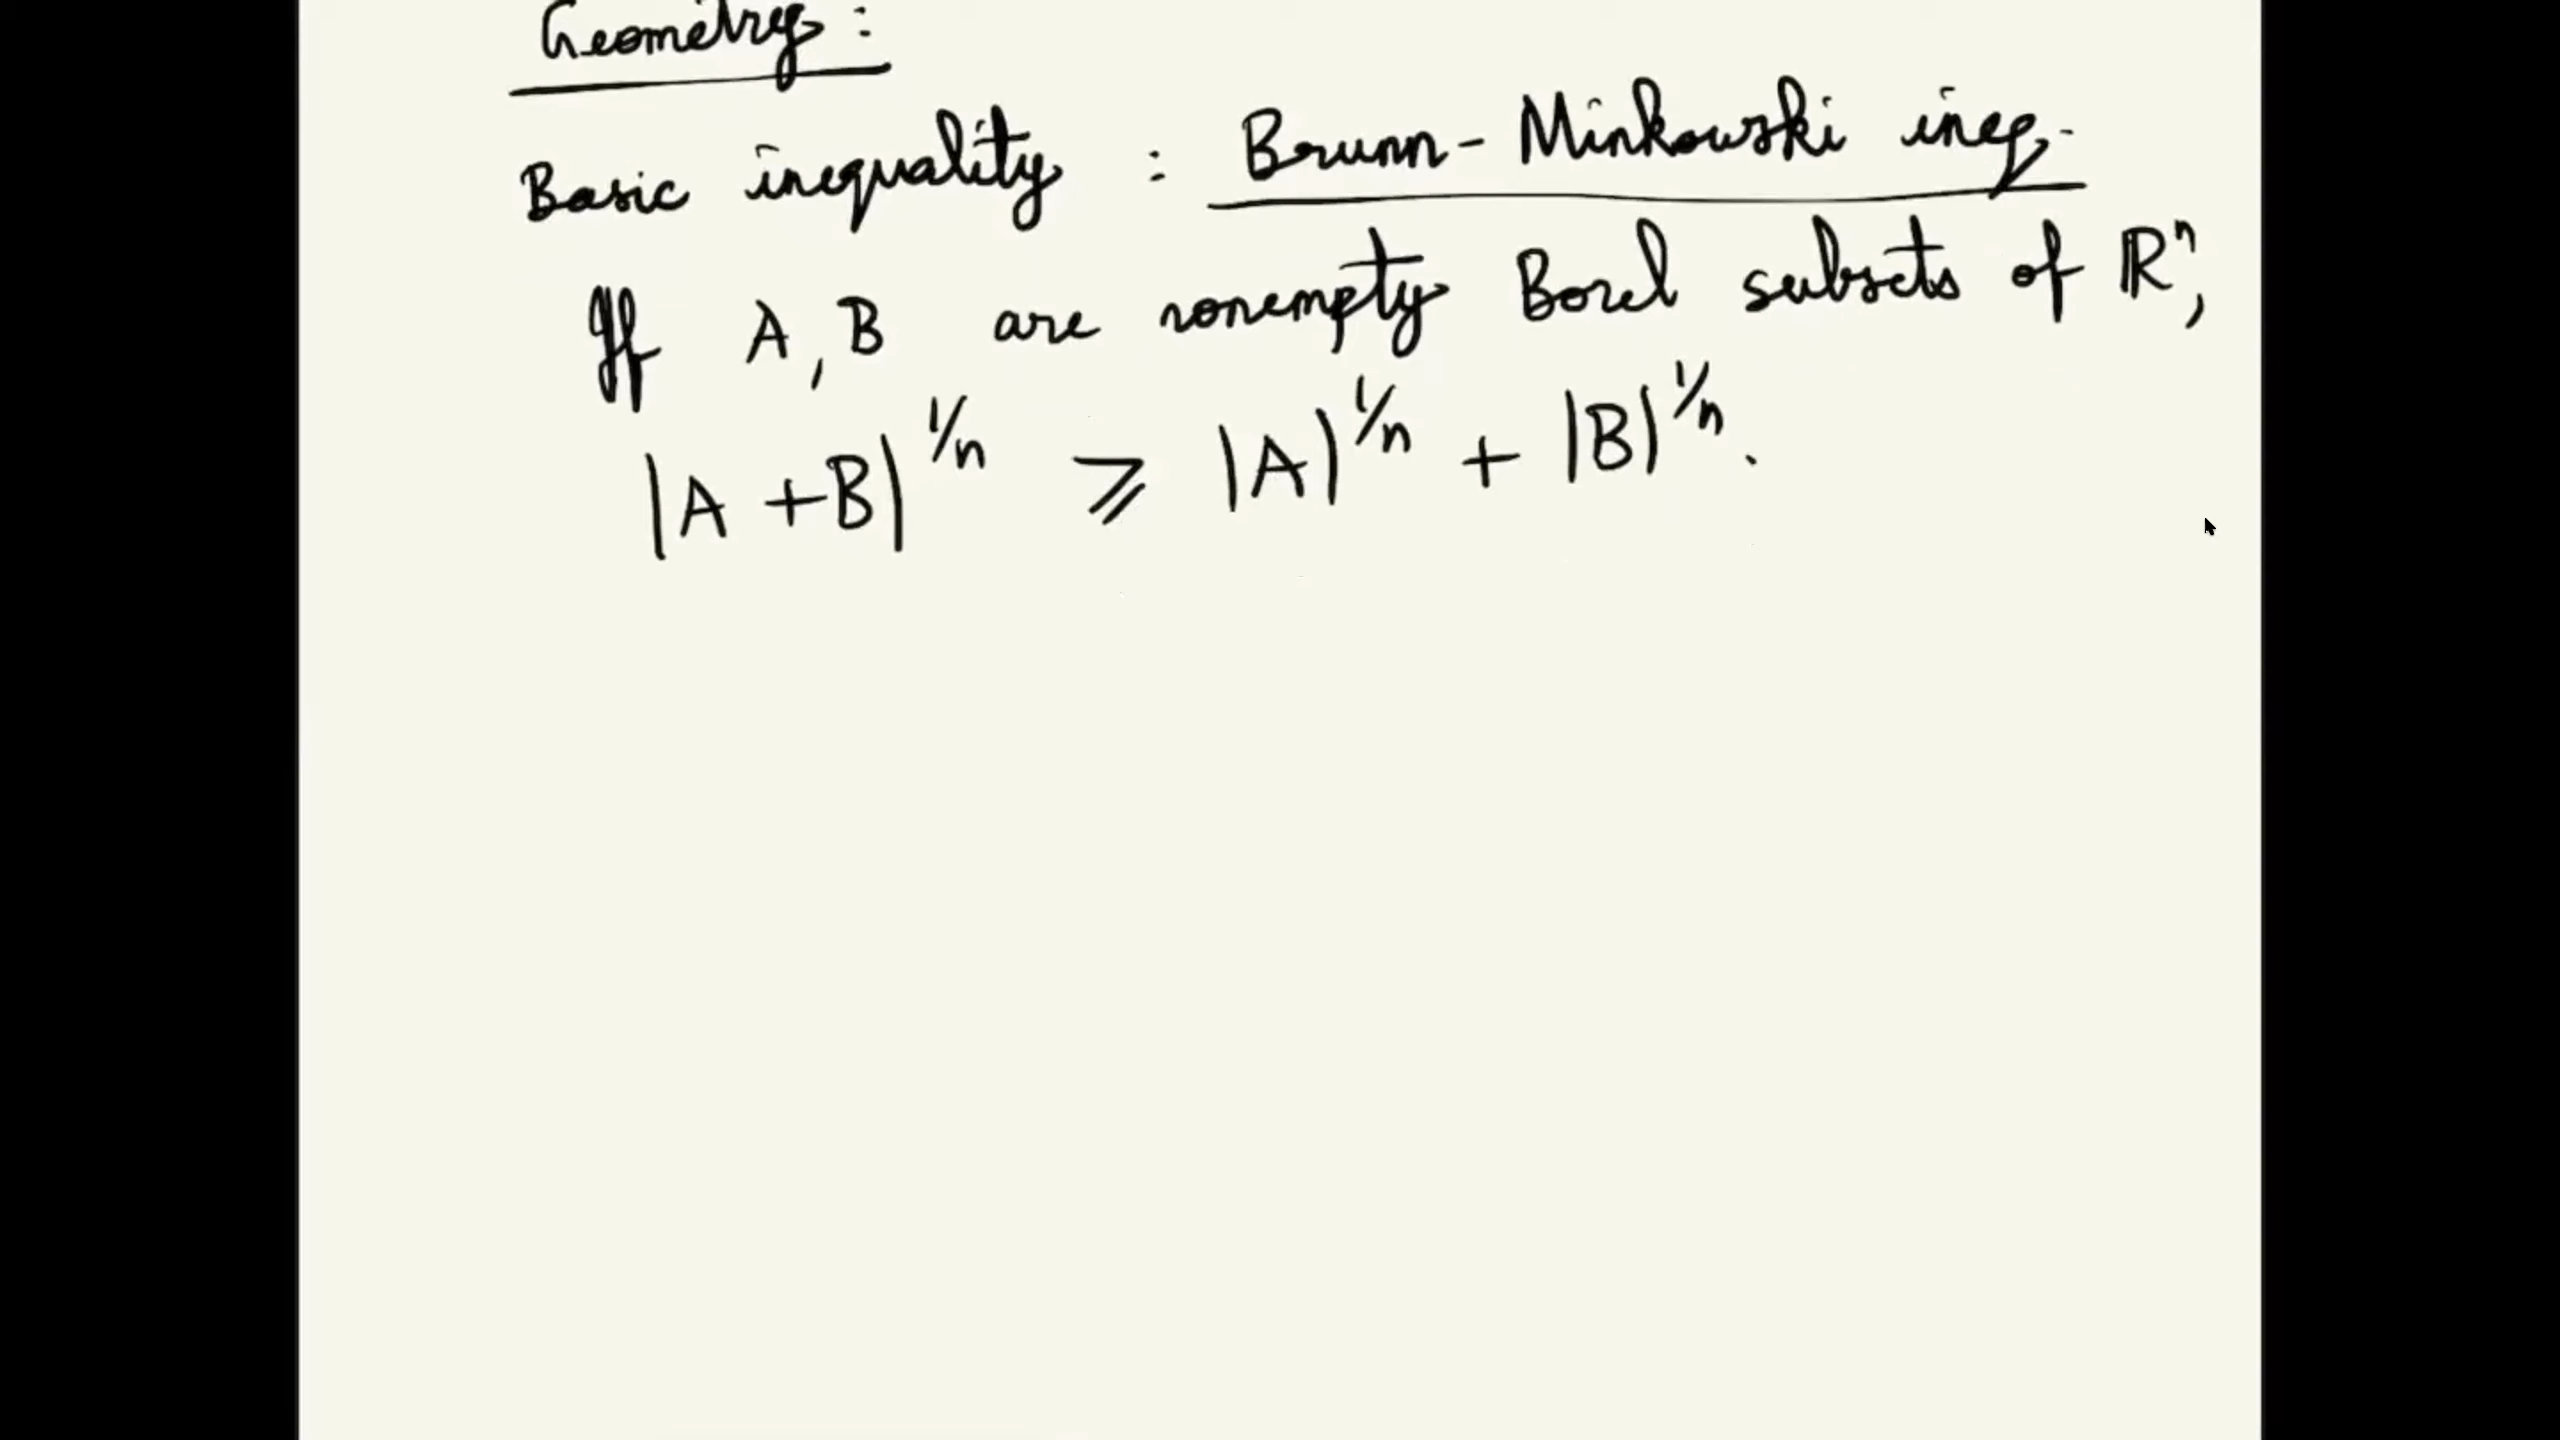 Geometry :
Basic inequality : Brunn-Minkowski ineq.
If A, B are nonempty Borel subsets of ℝⁿ,
|A + B|^{1/n} ⩾ |A|^{1/n} + |B|^{1/n}.